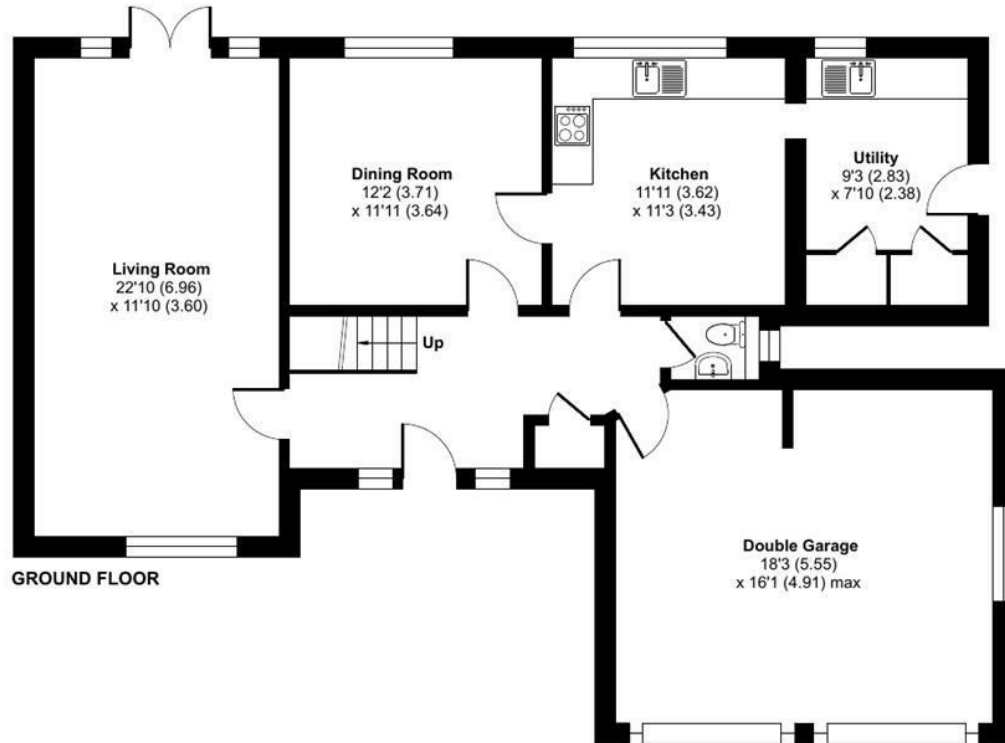 Dining Room
12'2 (3.71)
x 11'11 (3.64)
Kitchen
11'11 (3.62)
x 11'3 (3.43)
Utility
9'3 (2.83)
x 7'10 (2.38)
Living Room
22'10 (6.96)
x 11'10 (3.60)
Up
Double Garage
18'3 (5.55)
x 16'1 (4.91) max
GROUND FLOOR